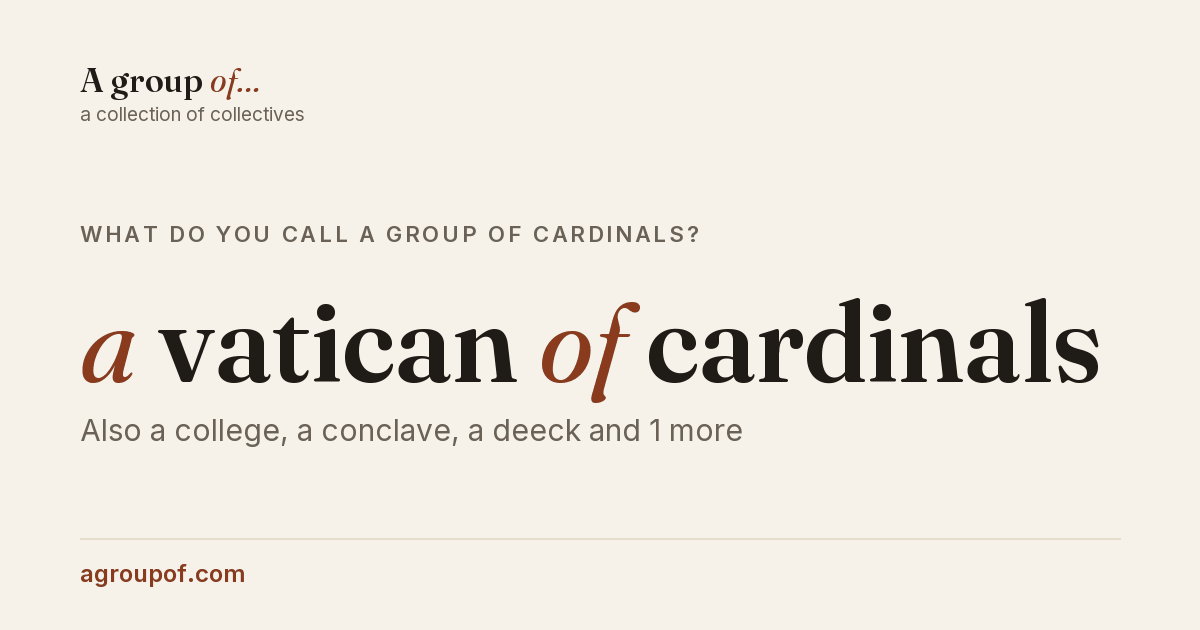 A group of...
a collection of collectives
WHAT DO YOU CALL A GROUP OF CARDINALS?
a vatican of cardinals
Also a college, a conclave, a deeck and 1 more
agroupof.com